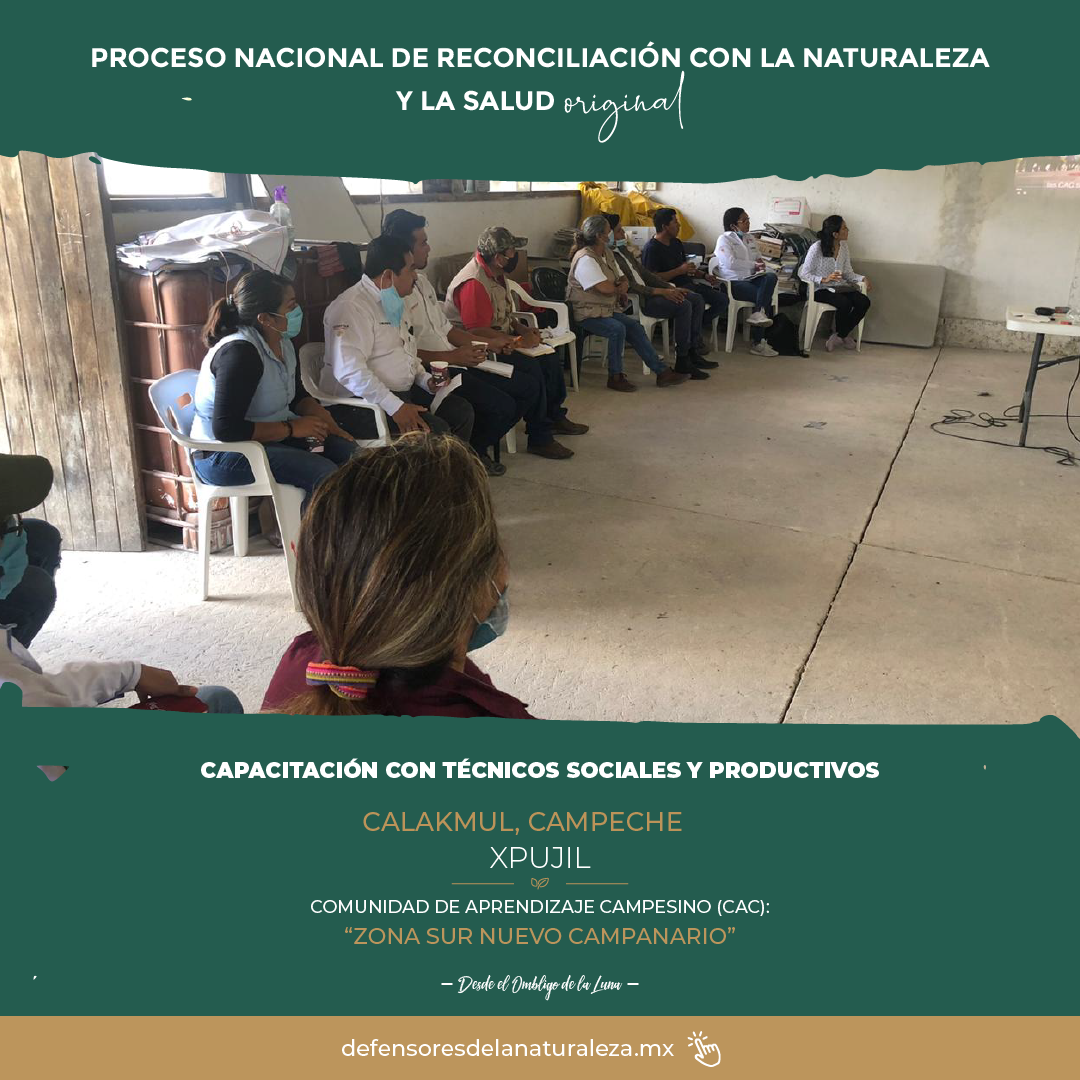 PROCESO NACIONAL DE RECONCILIACIÓN CON LA NATURALEZA
Y LA SALUD original
CAPACITACIÓN CON TÉCNICOS SOCIALES Y PRODUCTIVOS
CALAKMUL, CAMPECHE
XPUJIL
COMUNIDAD DE APRENDIZAJE CAMPESINO (CAC):
“ZONA SUR NUEVO CAMPANARIO”
— Desde el Ombligo de la Luna —
defensoresdelanaturaleza.mx